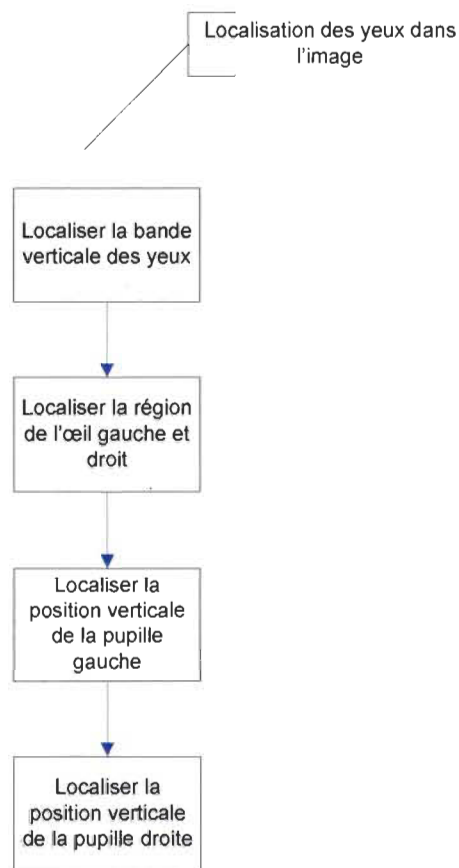 Localisation des yeux dans
l'image
Localiser la bande
verticale des yeux
Localiser la région
de l'œil gauche et
droit
Localiser la
position verticale
de la pupille
gauche
Localiser la
position verticale
de la pupille droite